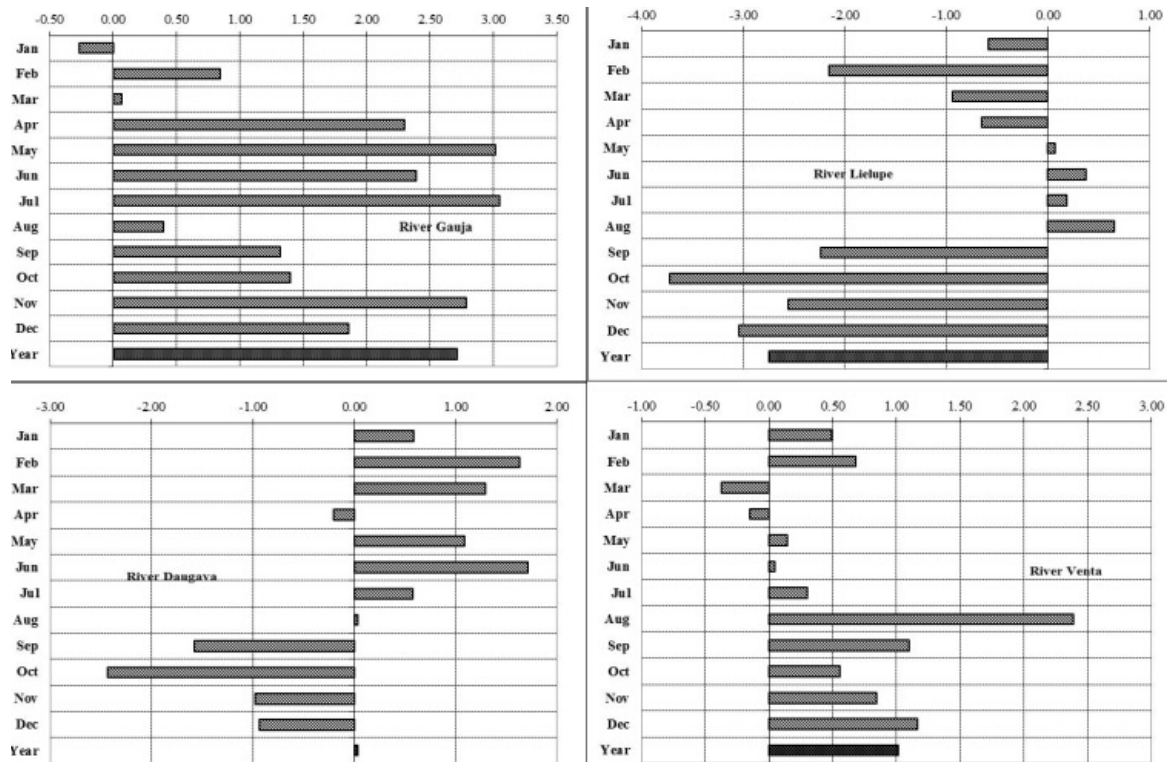 -0.50 0.00 0.50 1.00 1.50 2.00 2.50 3.00 3.50
Jan
Feb
Mar
Apr
May
Jun
Jul
Aug
River Gauja
Sep
Oct
Nov
Dec
Year
-4.00 -3.00 -2.00 -1.00 0.00 1.00
Jan
Feb
Mar
Apr
May
Jun
River Lielupe
Jul
Aug
Sep
Oct
Nov
Dec
Year
-3.00 -2.00 -1.00 0.00 1.00 2.00
Jan
Feb
Mar
Apr
May
Jun
River Daugava
Jul
Aug
Sep
Oct
Nov
Dec
Year
-1.00 -0.50 0.00 0.50 1.00 1.50 2.00 2.50 3.00
Jan
Feb
Mar
Apr
May
Jun
River Venta
Jul
Aug
Sep
Oct
Nov
Dec
Year